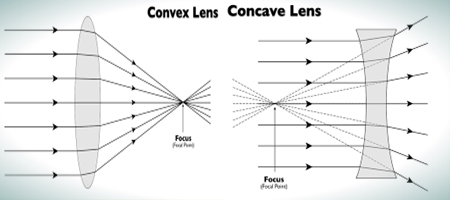 Convex Lens
Concave Lens
Focus
(Focal Point)
Focus
(Focal Point)